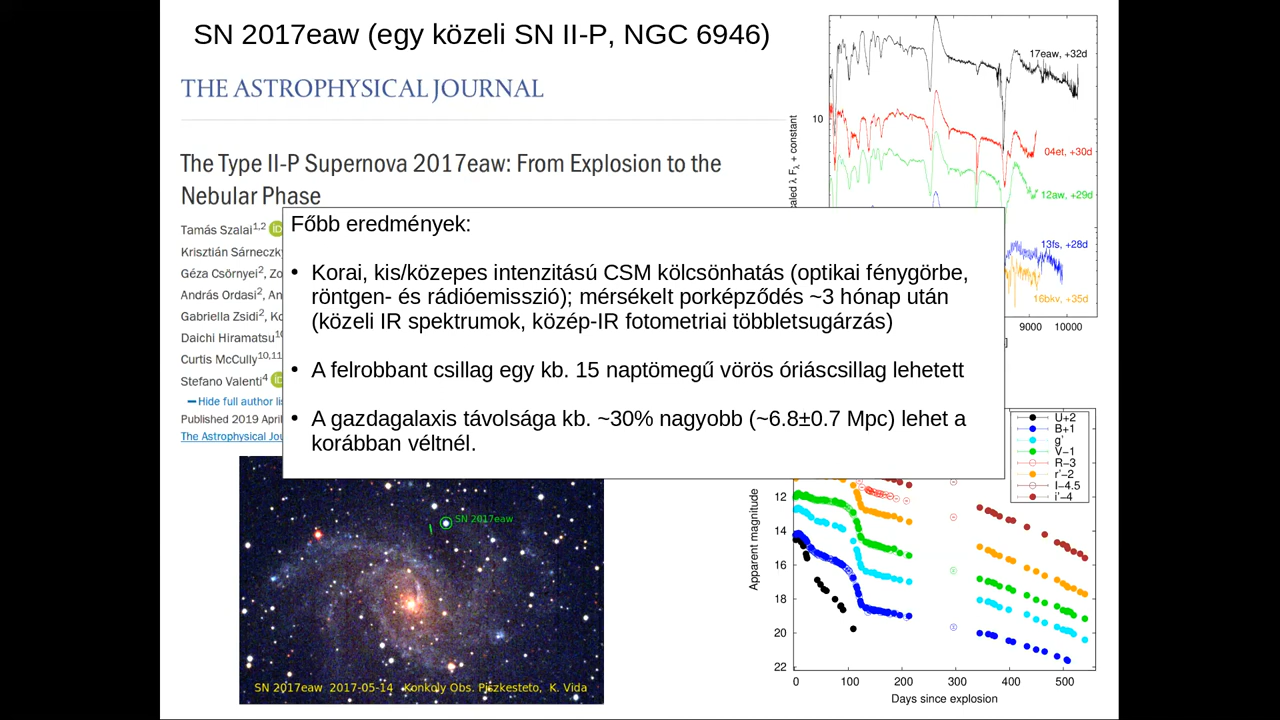 SN 2017eaw (egy közeli SN II-P, NGC 6946)
THE ASTROPHYSICAL JOURNAL
The Type II-P Supernova 2017eaw: From Explosion to the
Nebular Phase
Tamás Szalai1,2
Krisztián Sárneczky
Géza Csörnyei2, Zo
András Ordasi2, An
Gabriella Zsidi2, Ko
Daichi Hiramatsu10
Curtis McCully10,11
Stefano Valenti4
Hide full author li
Published 2019 April
The Astrophysical Jou
Főbb eredmények:
• Korai, kis/közepes intenzitású CSM kölcsönhatás (optikai fénygörbe,
röntgen- és rádióemisszió); mérsékelt porképződés ~3 hónap után
(közeli IR spektrumok, közép-IR fotometriai többletsugárzás)
• A felrobbant csillag egy kb. 15 naptömegű vörös óriáscsillag lehetett
• A gazdagalaxis távolsága kb. ~30% nagyobb (~6.8±0.7 Mpc) lehet a
korábban véltnél.
17eaw, +32d
10
04et, +30d
12aw, +29d
13fs, +28d
16bkv, +35d
caled λ Fλ + constant
9000 10000
U+2
B+1
g'
V−1
R−3
r'−2
I−4.5
i'−4
12
14
16
18
20
22
Apparent magnitude
0 100 200 300 400 500
Days since explosion
SN 2017eaw
SN 2017eaw 2017-05-14 Konkoly Obs. Piszkesteto, K. Vida